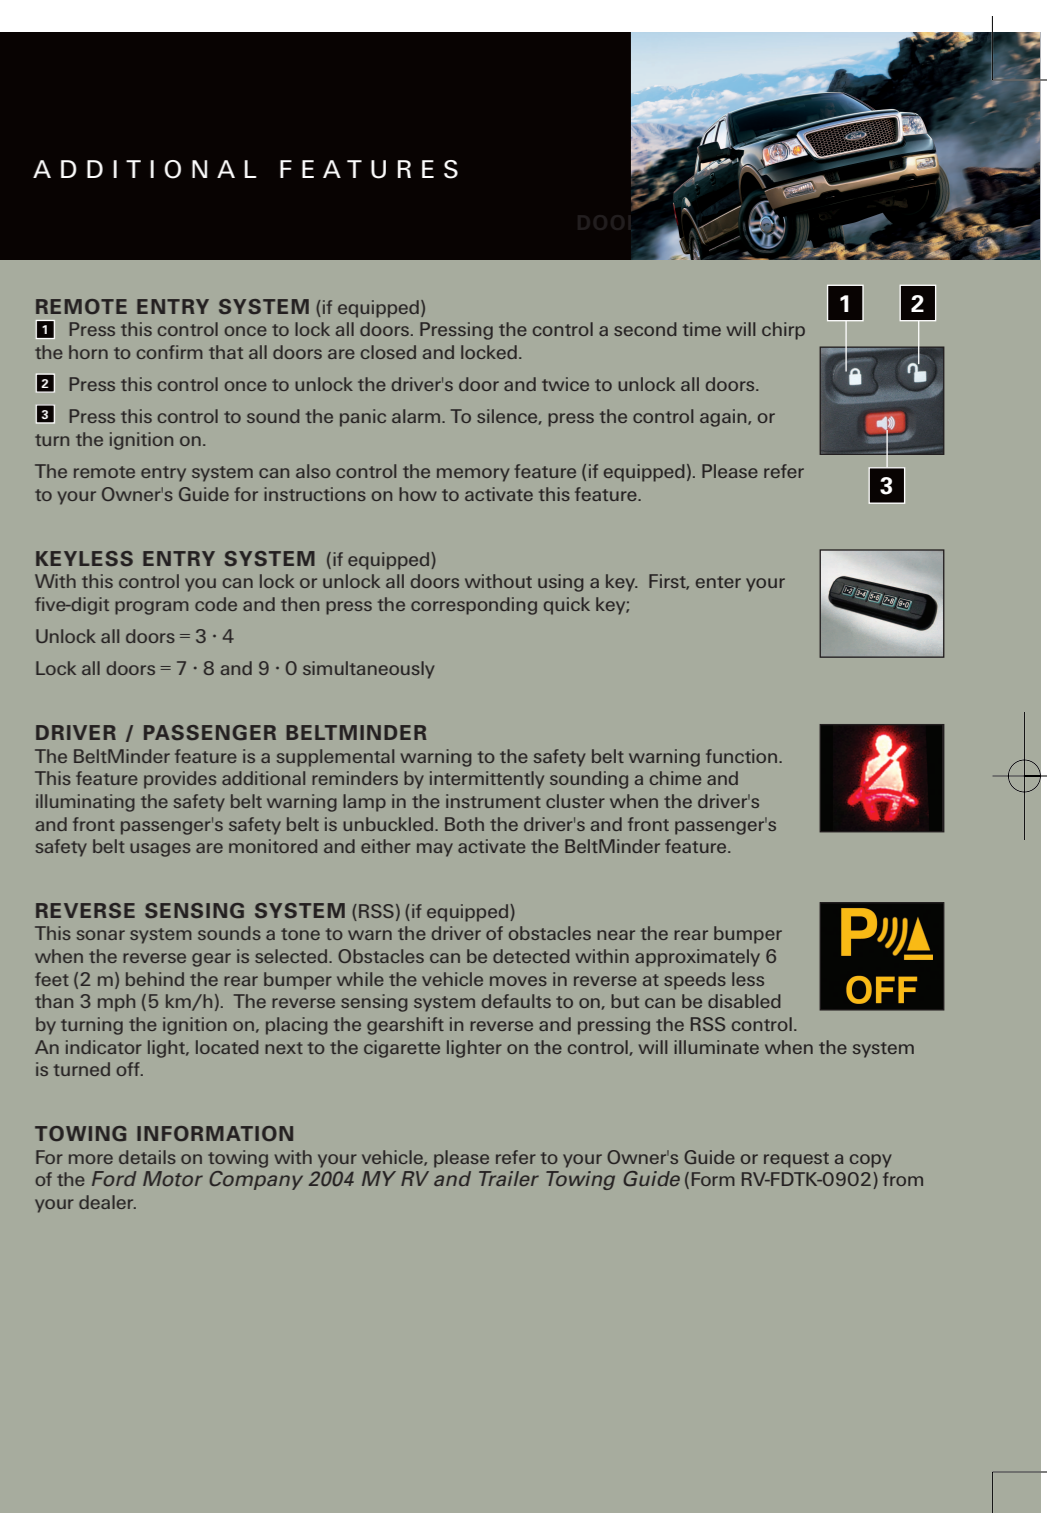 ADDITIONAL FEATURES
DOO
Ford
REMOTE ENTRY SYSTEM (if equipped)
1 Press this control once to lock all doors. Pressing the control a second time will chirp
the horn to confirm that all doors are closed and locked.
2 Press this control once to unlock the driver's door and twice to unlock all doors.
3 Press this control to sound the panic alarm. To silence, press the control again, or
turn the ignition on.
The remote entry system can also control the memory feature (if equipped). Please refer
to your Owner's Guide for instructions on how to activate this feature.
1 2
3
KEYLESS ENTRY SYSTEM (if equipped)
With this control you can lock or unlock all doors without using a key. First, enter your
five-digit program code and then press the corresponding quick key;
Unlock all doors = 3 · 4
Lock all doors = 7 · 8 and 9 · 0 simultaneously
1•2 3•4 5•6 7•8 9•0
DRIVER / PASSENGER BELTMINDER
The BeltMinder feature is a supplemental warning to the safety belt warning function.
This feature provides additional reminders by intermittently sounding a chime and
illuminating the safety belt warning lamp in the instrument cluster when the driver's
and front passenger's safety belt is unbuckled. Both the driver's and front passenger's
safety belt usages are monitored and either may activate the BeltMinder feature.
REVERSE SENSING SYSTEM (RSS) (if equipped)
This sonar system sounds a tone to warn the driver of obstacles near the rear bumper
when the reverse gear is selected. Obstacles can be detected within approximately 6
feet (2 m) behind the rear bumper while the vehicle moves in reverse at speeds less
than 3 mph (5 km/h). The reverse sensing system defaults to on, but can be disabled
by turning the ignition on, placing the gearshift in reverse and pressing the RSS control.
An indicator light, located next to the cigarette lighter on the control, will illuminate when the system
is turned off.
P
OFF
TOWING INFORMATION
For more details on towing with your vehicle, please refer to your Owner's Guide or request a copy
of the Ford Motor Company 2004 MY RV and Trailer Towing Guide (Form RV-FDTK-0902) from
your dealer.